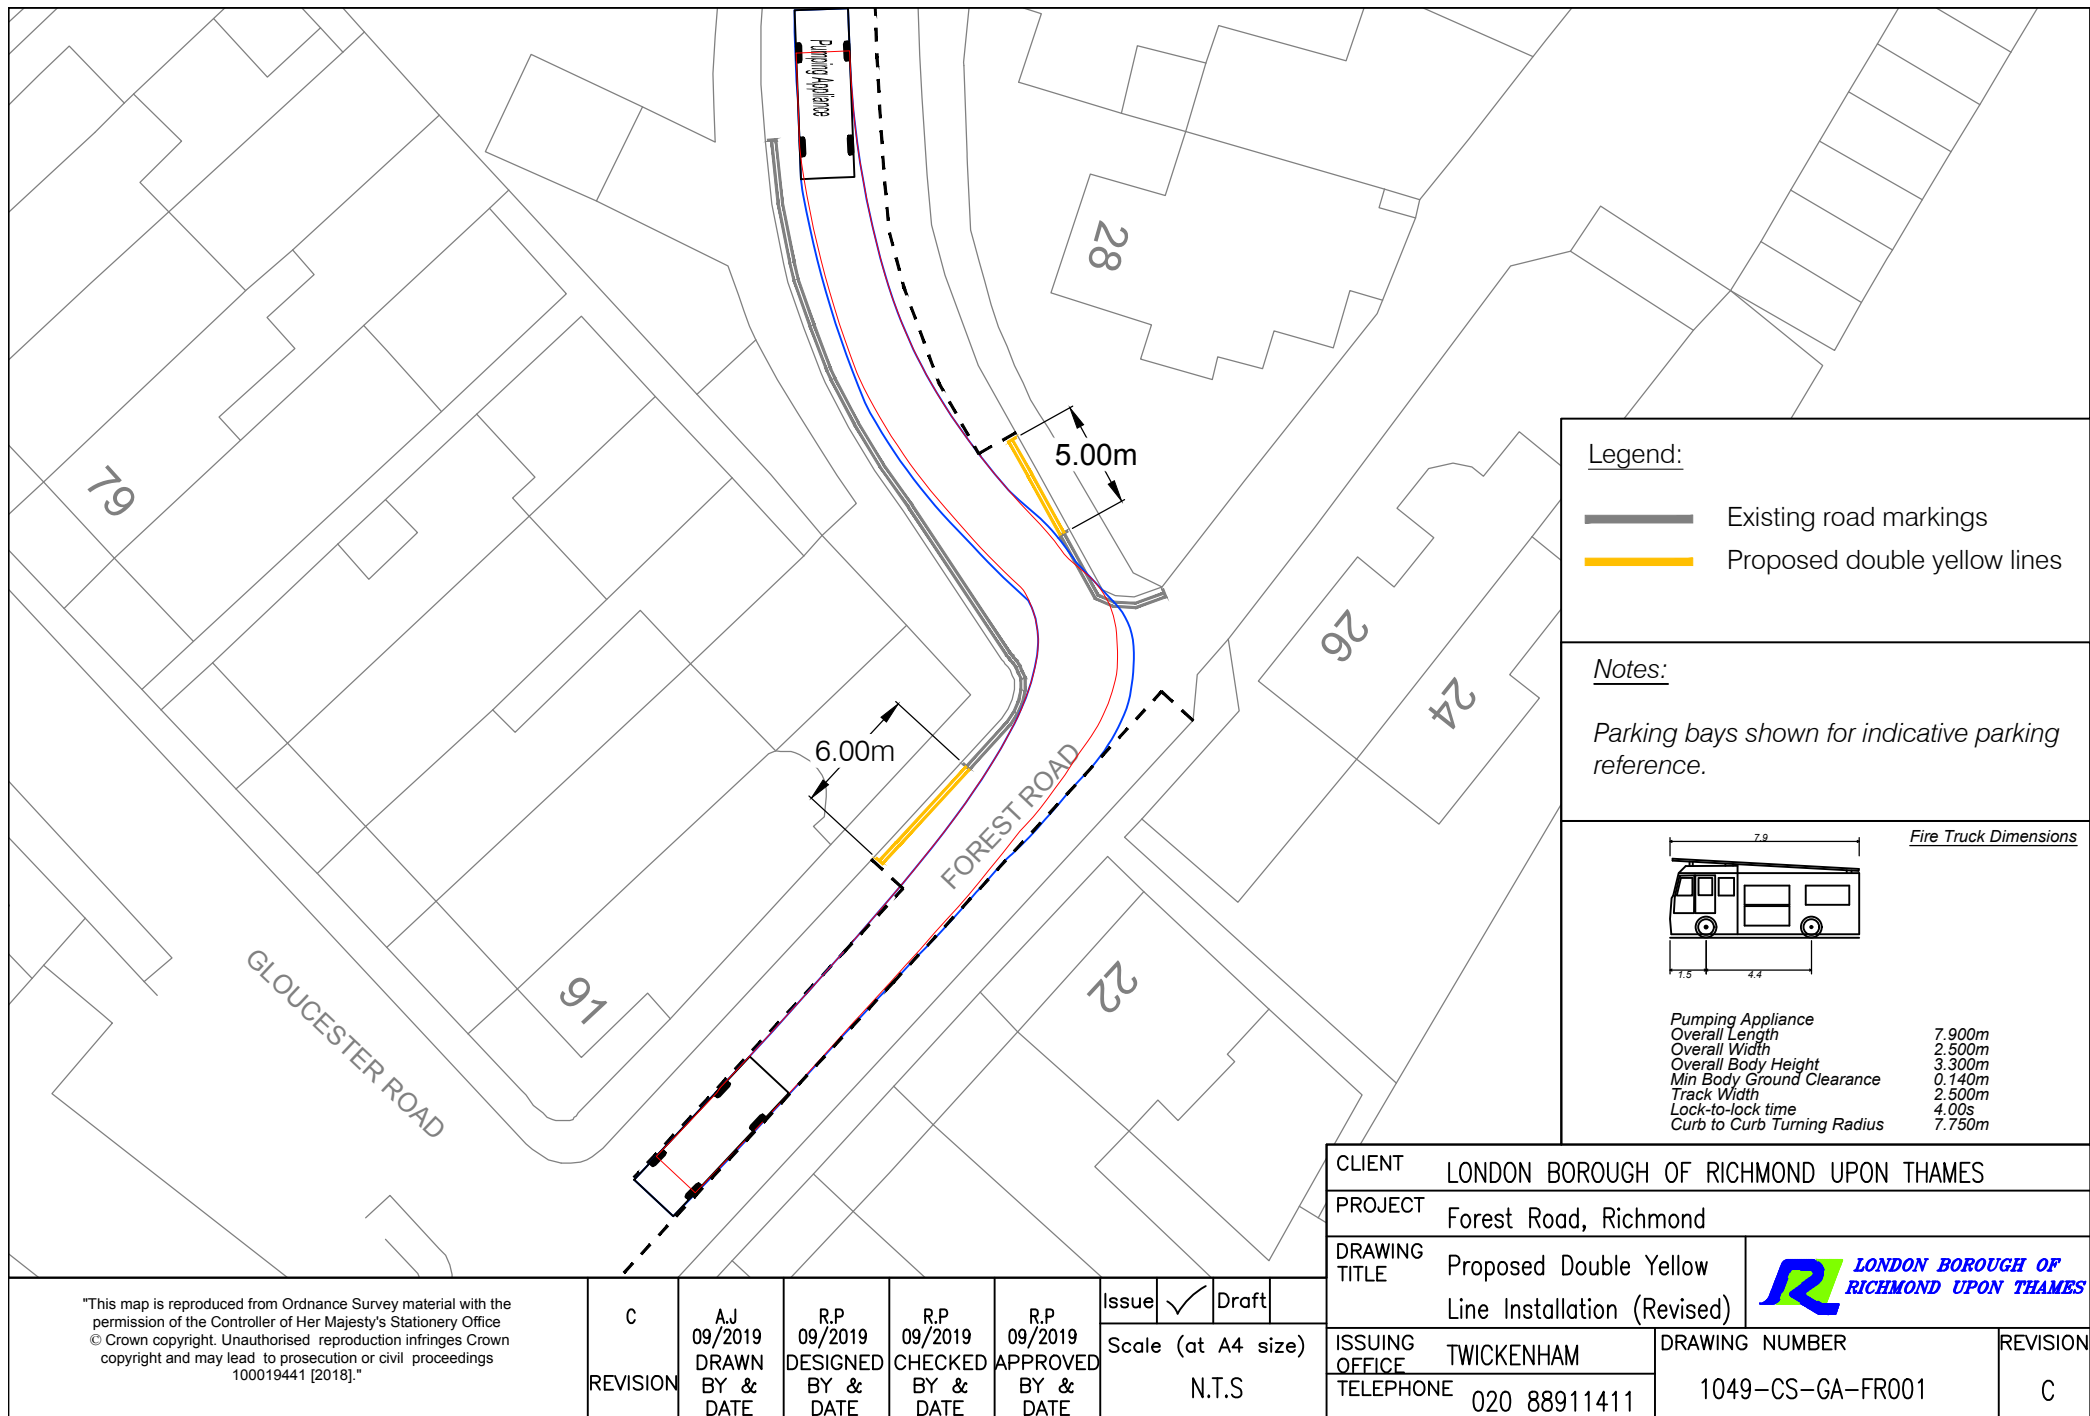 Pumping Appliance
28
5.00m
79
26
24
6.00m
FOREST ROAD
22
91
GLOUCESTER ROAD
Legend:
Existing road markings
Proposed double yellow lines
Notes:
Parking bays shown for indicative parking
reference.
Fire Truck Dimensions
7.9
1.5
4.4
Pumping Appliance
Overall Length 7.900m
Overall Width 2.500m
Overall Body Height 3.300m
Min Body Ground Clearance 0.140m
Track Width 2.500m
Lock-to-lock time 4.00s
Curb to Curb Turning Radius 7.750m
CLIENT LONDON BOROUGH OF RICHMOND UPON THAMES
PROJECT Forest Road, Richmond
DRAWING TITLE
Proposed Double Yellow
Line Installation (Revised)
LONDON BOROUGH OF
RICHMOND UPON THAMES
ISSUING OFFICE
TWICKENHAM
TELEPHONE 020 88911411
DRAWING NUMBER
1049-CS-GA-FR001
REVISION
C
"This map is reproduced from Ordnance Survey material with the
permission of the Controller of Her Majesty's Stationery Office
© Crown copyright. Unauthorised reproduction infringes Crown
copyright and may lead to prosecution or civil proceedings
100019441 [2018]."
C
REVISION
A.J
09/2019
DRAWN
BY &
DATE
R.P
09/2019
DESIGNED
BY &
DATE
R.P
09/2019
CHECKED
BY &
DATE
R.P
09/2019
APPROVED
BY &
DATE
Issue ✓ Draft
Scale (at A4 size)
N.T.S